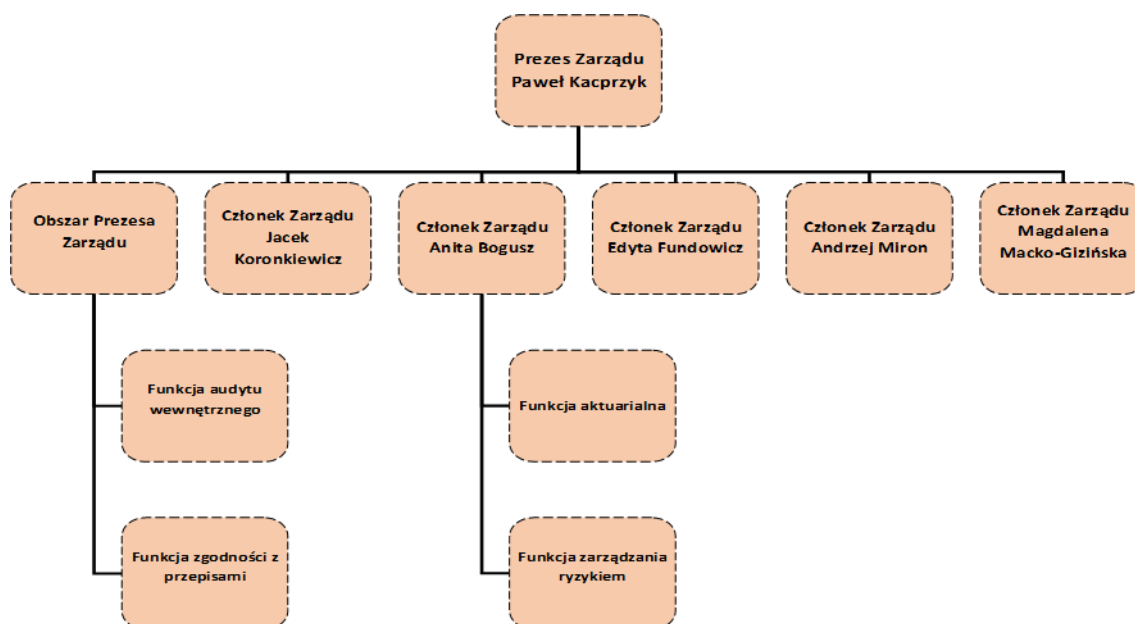 Prezes Zarządu
Paweł Kacprzyk
Obszar Prezesa
Zarządu
Członek Zarządu
Jacek
Koronkiewicz
Członek Zarządu
Anita Bogusz
Członek Zarządu
Edyta Fundowicz
Członek Zarządu
Andrzej Miron
Członek Zarządu
Magdalena
Macko-Gizińska
Funkcja audytu
wewnętrznego
Funkcja aktuarialna
Funkcja zgodności z
przepisami
Funkcja zarządzania
ryzykiem